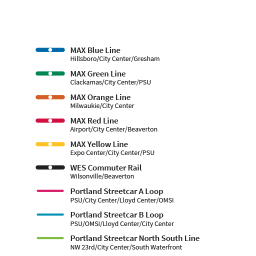 MAX Blue Line
Hillsboro/City Center/Gresham
MAX Green Line
Clackamas/City Center/PSU
MAX Orange Line
Milwaukie/City Center
MAX Red Line
Airport/City Center/Beaverton
MAX Yellow Line
Expo Center/City Center/PSU
WES Commuter Rail
Wilsonville/Beaverton
Portland Streetcar A Loop
PSU/City Center/Lloyd Center/OMSI
Portland Streetcar B Loop
PSU/OMSI/Lloyd Center/City Center
Portland Streetcar North South Line
NW 23rd/City Center/South Waterfront